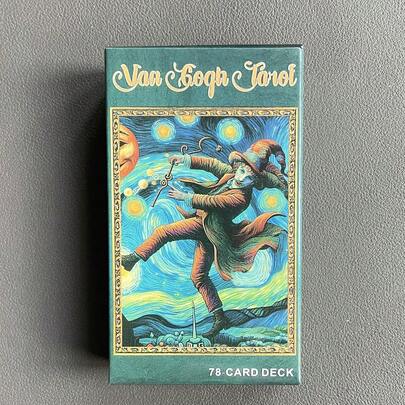 Van Gogh Tarot
78-CARD DECK